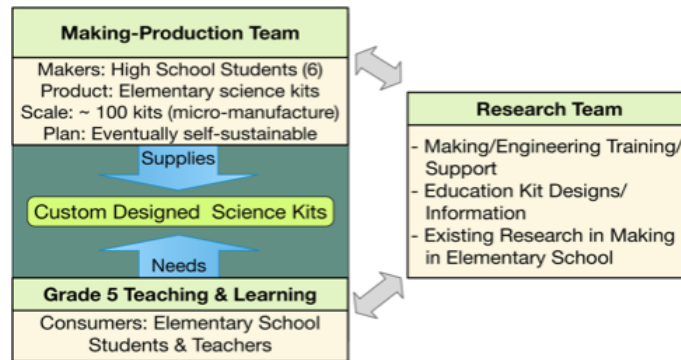 Making-Production Team
Makers: High School Students (6)
Product: Elementary science kits
Scale: ~ 100 kits (micro-manufacture)
Plan: Eventually self-sustainable
Supplies
Custom Designed Science Kits
Needs
Grade 5 Teaching & Learning
Consumers: Elementary School
Students & Teachers
Research Team
- Making/Engineering Training/
Support
- Education Kit Designs/
Information
- Existing Research in Making
in Elementary School